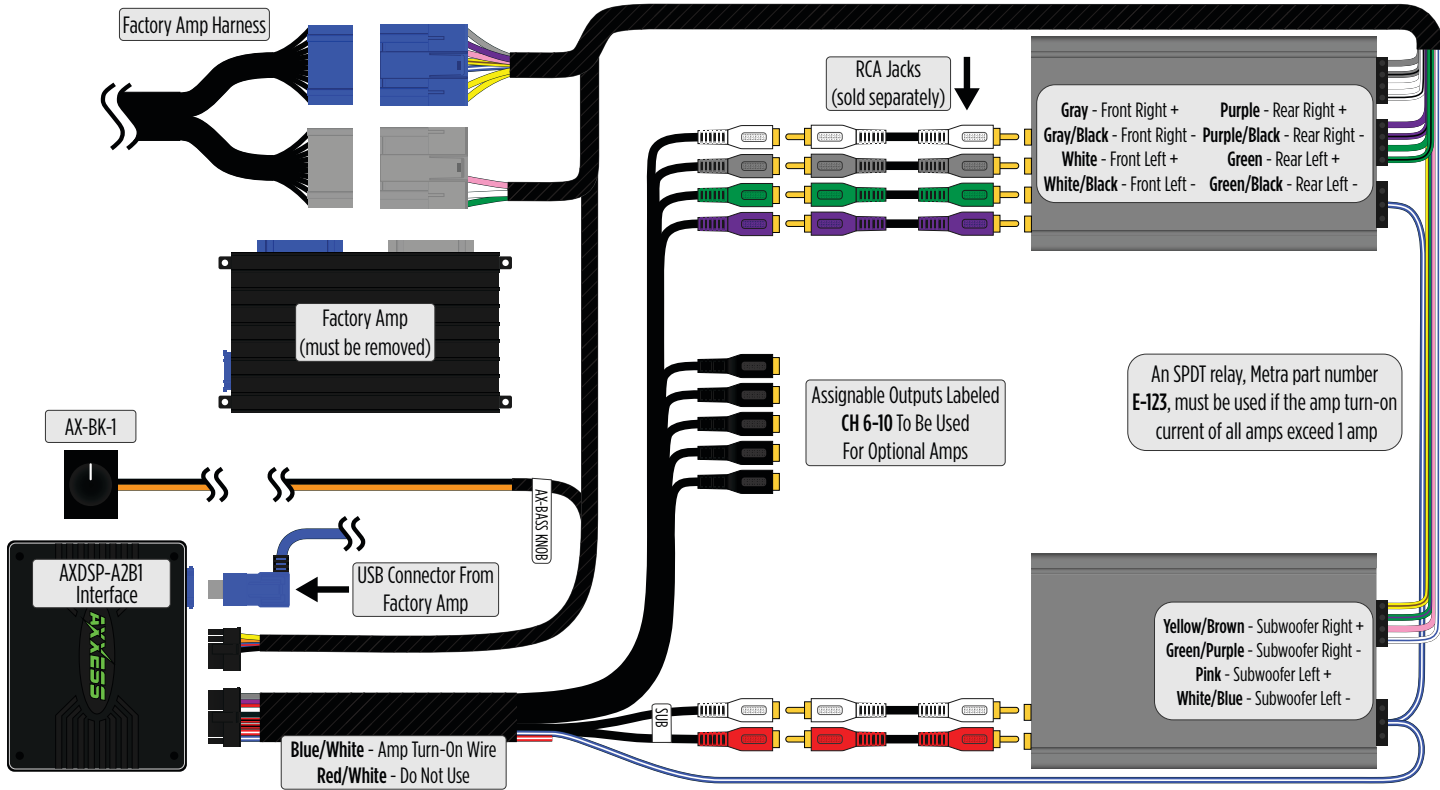 Factory Amp Harness
RCA Jacks
(sold separately)
Gray - Front Right +
Purple - Rear Right +
Gray/Black - Front Right -
Purple/Black - Rear Right -
White - Front Left +
Green - Rear Left +
White/Black - Front Left -
Green/Black - Rear Left -
Factory Amp
(must be removed)
Assignable Outputs Labeled
CH 6-10 To Be Used
For Optional Amps
An SPDT relay, Metra part number
E-123, must be used if the amp turn-on
current of all amps exceed 1 amp
AX-BK-1
AX-BASS KNOB
AXDSP-A2B1
Interface
AXXESS
USB Connector From
Factory Amp
Yellow/Brown - Subwoofer Right +
Green/Purple - Subwoofer Right -
Pink - Subwoofer Left +
White/Blue - Subwoofer Left -
SUB
Blue/White - Amp Turn-On Wire
Red/White - Do Not Use